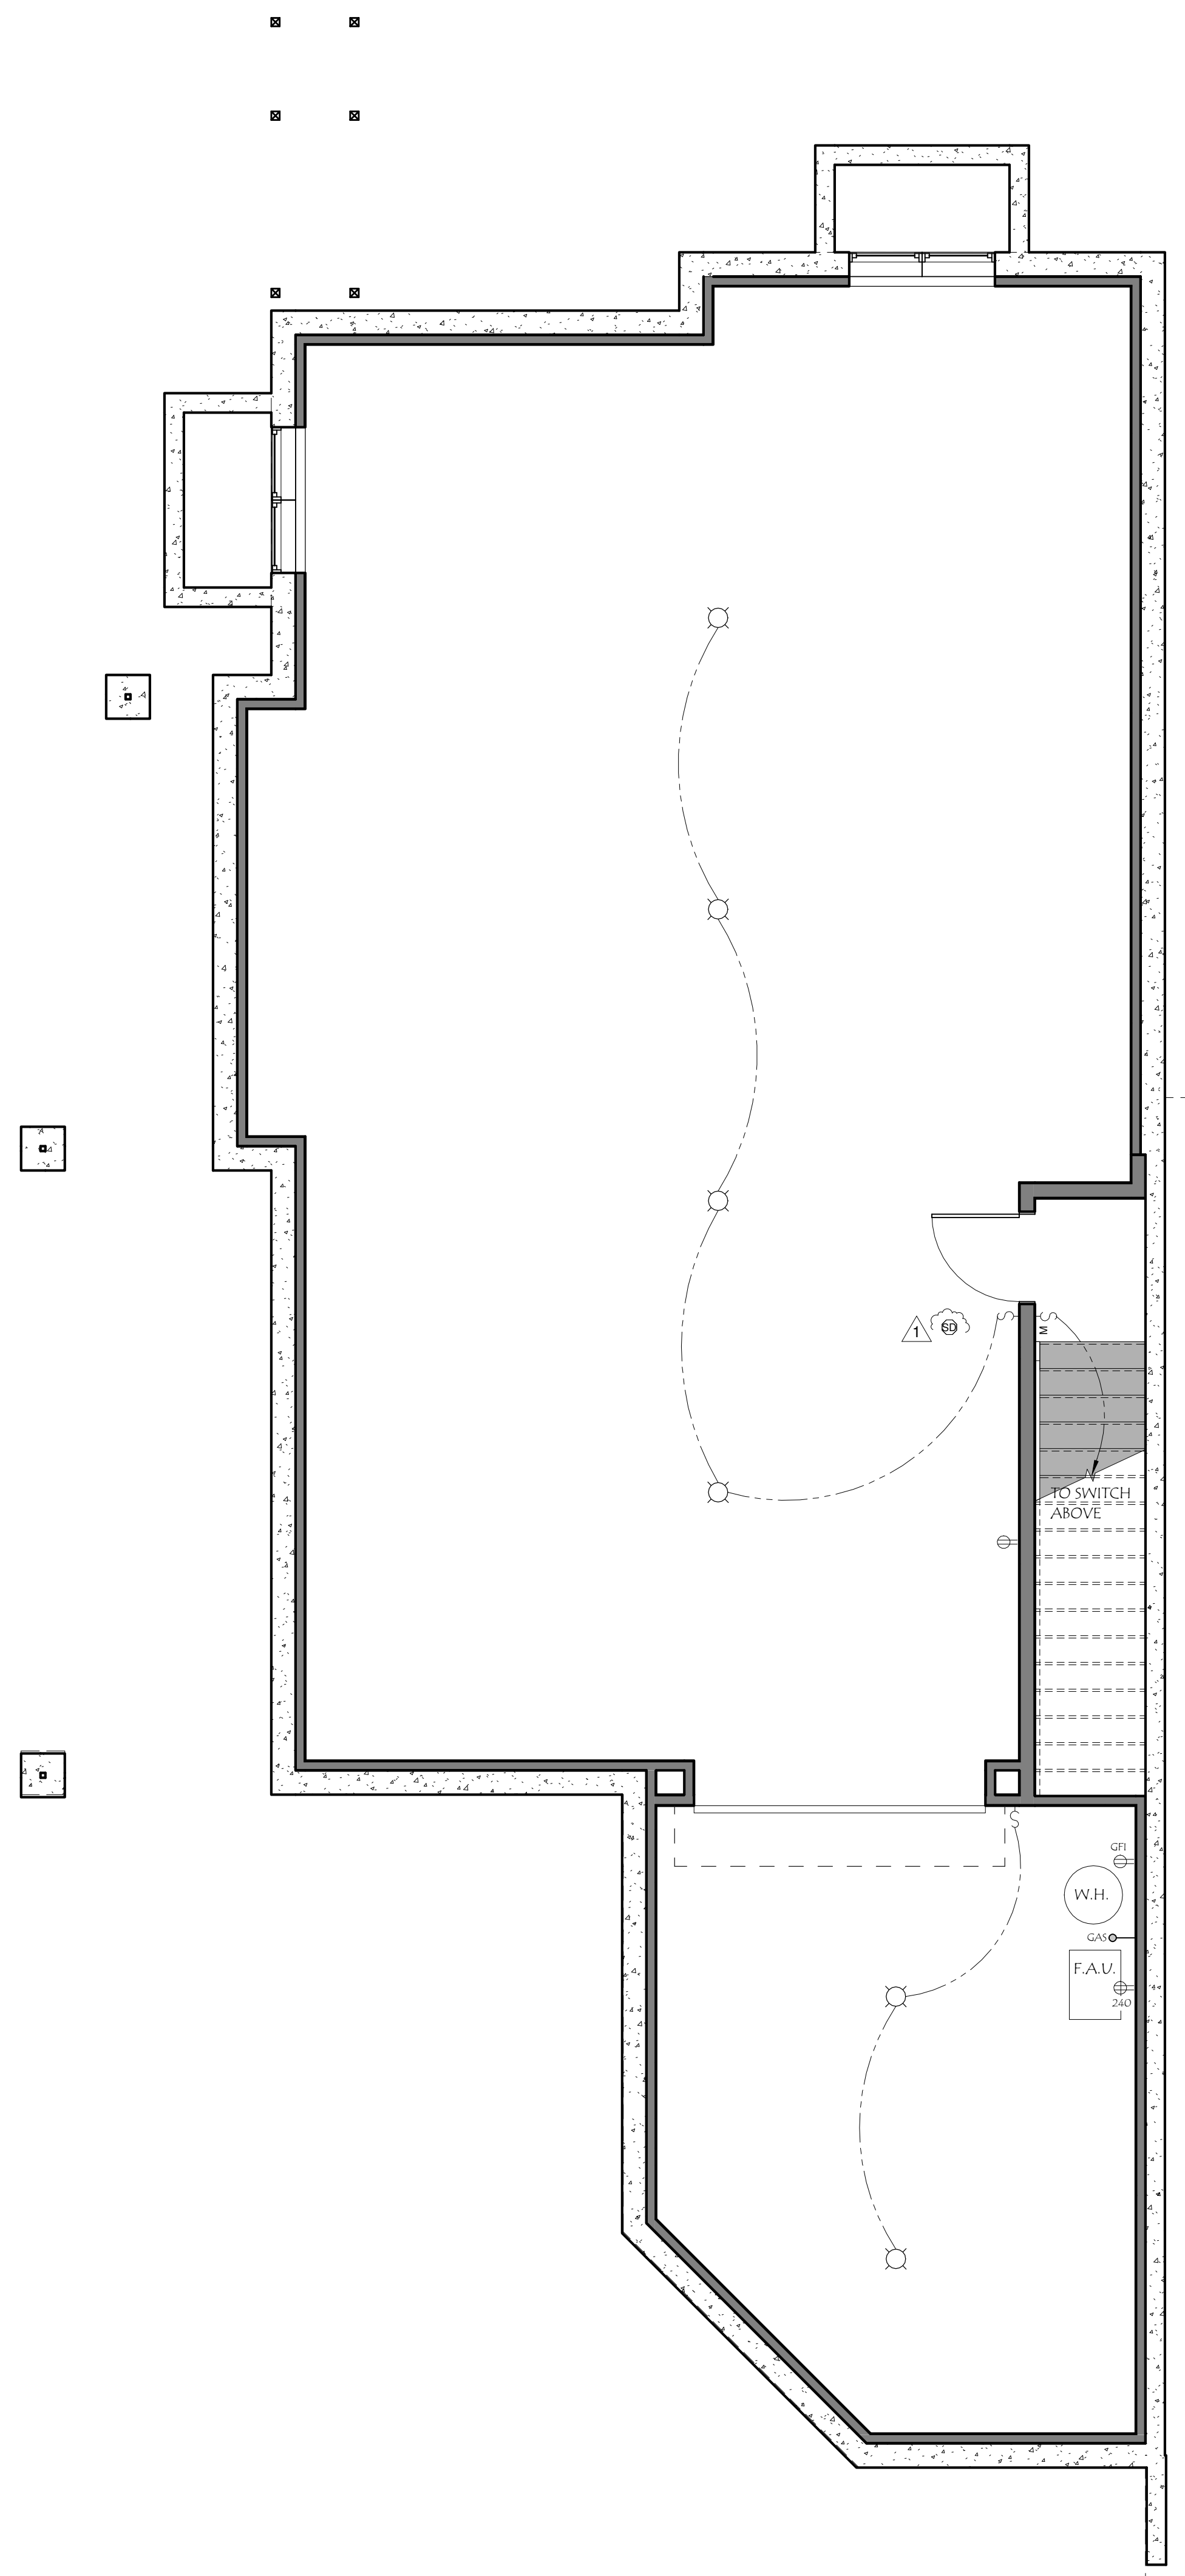 1
SD
M
TO SWITCH
ABOVE
GFI
W.H.
GAS
F.A.U.
240